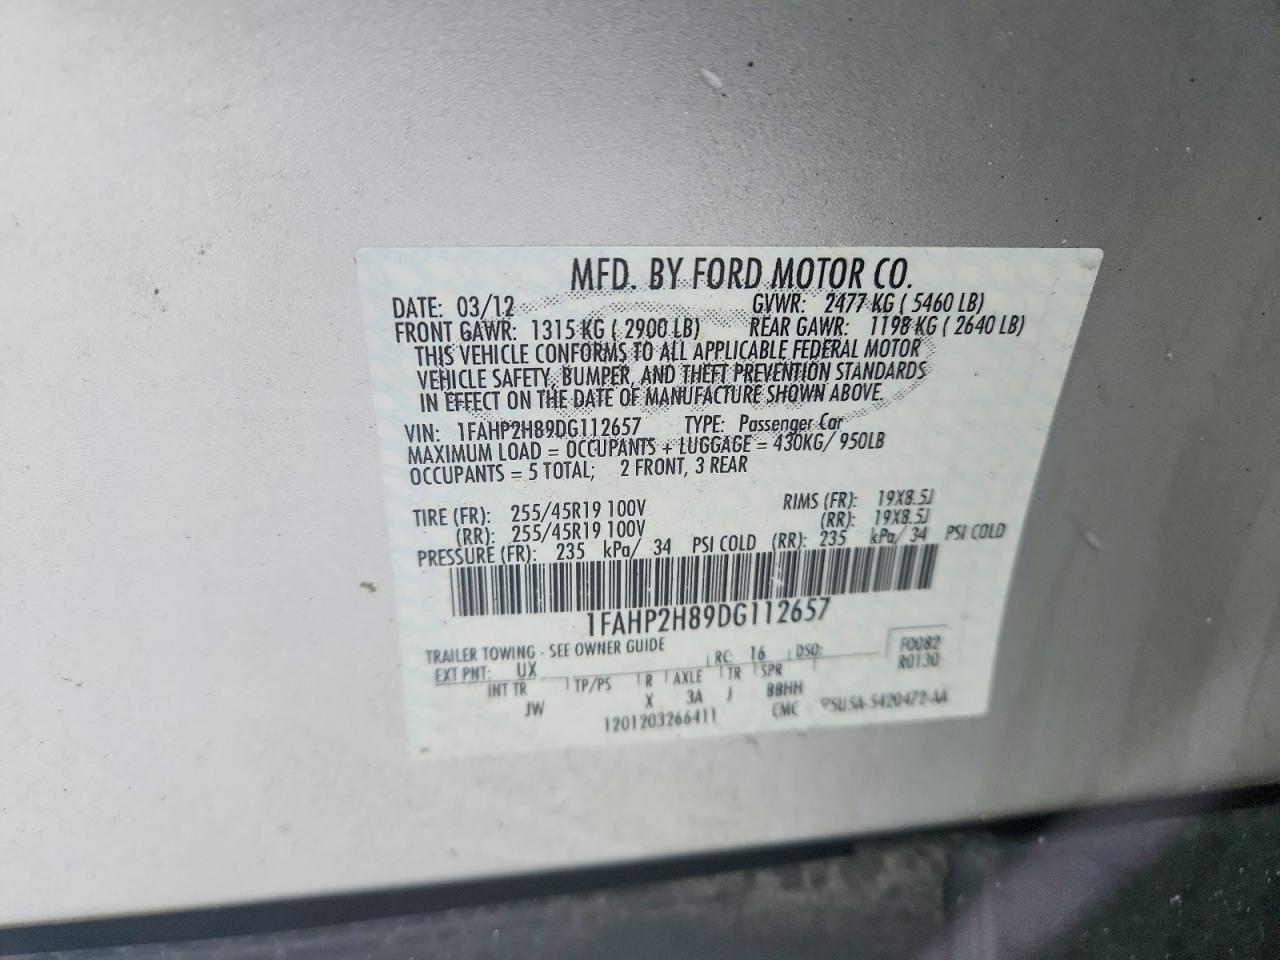 MFD. BY FORD MOTOR CO.
DATE: 03/12 GVWR: 2477 KG ( 5460 LB)
FRONT GAWR: 1315 KG ( 2900 LB) REAR GAWR: 1198 KG ( 2640 LB)
THIS VEHICLE CONFORMS TO ALL APPLICABLE FEDERAL MOTOR
VEHICLE SAFETY, BUMPER, AND THEFT PREVENTION STANDARDS
IN EFFECT ON THE DATE OF MANUFACTURE SHOWN ABOVE.
VIN: 1FAHP2H89DG112657 TYPE: Passenger Car
MAXIMUM LOAD = OCCUPANTS + LUGGAGE = 430KG/ 950LB
OCCUPANTS = 5 TOTAL; 2 FRONT, 3 REAR
TIRE (FR): 255/45R19 100V RIMS (FR): 19X8.5J
(RR): 255/45R19 100V (RR): 19X8.5J
PRESSURE (FR): 235 kPa/ 34 PSI COLD (RR): 235 kPa/ 34 PSI COLD
1FAHP2H89DG112657
TRAILER TOWING - SEE OWNER GUIDE F0082
EXT PNT: UX RC: 16 DSO: R0130
INT TR TP/PS R AXLE TR SPR
JW X 3A J BBHH
1201203266411 CMC 5U5A-5420472-AA